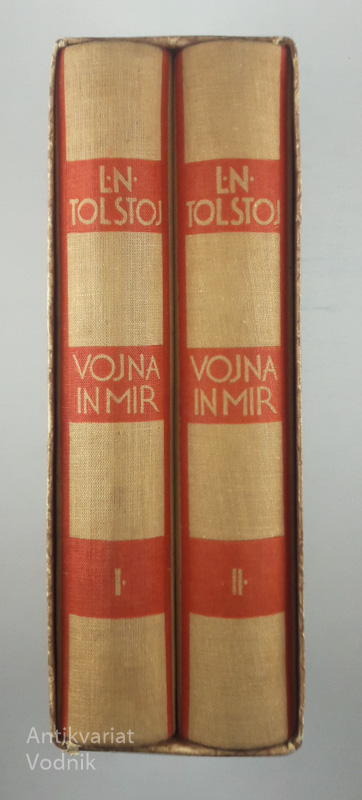 L·N·
TOLSTOJ
VOJNA
IN MIR
I·
L·N·
TOLSTOJ
VOJNA
IN MIR
II·
Antikvariat
Vodnik